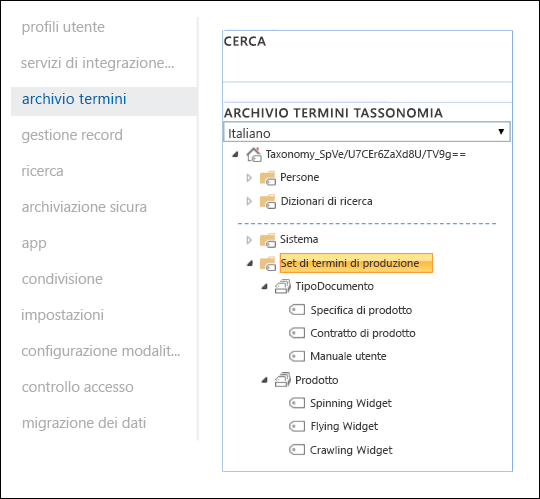 profili utente
servizi di integrazione...
archivio termini
gestione record
ricerca
archiviazione sicura
app
condivisione
impostazioni
configurazione modalit...
controllo accesso
migrazione dei dati
CERCA
ARCHIVIO TERMINI TASSONOMIA
Italiano
Taxonomy_SpVe/U7CEr6ZaXd8U/TV9g==
Persone
Dizionari di ricerca
Sistema
Set di termini di produzione
TipoDocumento
Specifica di prodotto
Contratto di prodotto
Manuale utente
Prodotto
Spinning Widget
Flying Widget
Crawling Widget